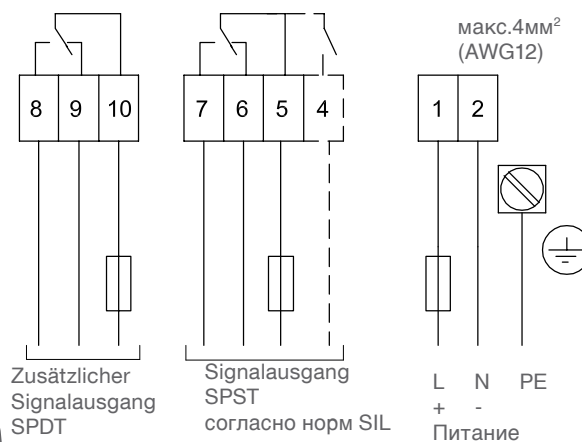 макс.4мм²
(AWG12)
8 9 10 7 6 5 4 1 2
Zusätzlicher
Signalausgang
SPDT
Signalausgang
SPST
согласно норм SIL
L N PE
+ -
Питание